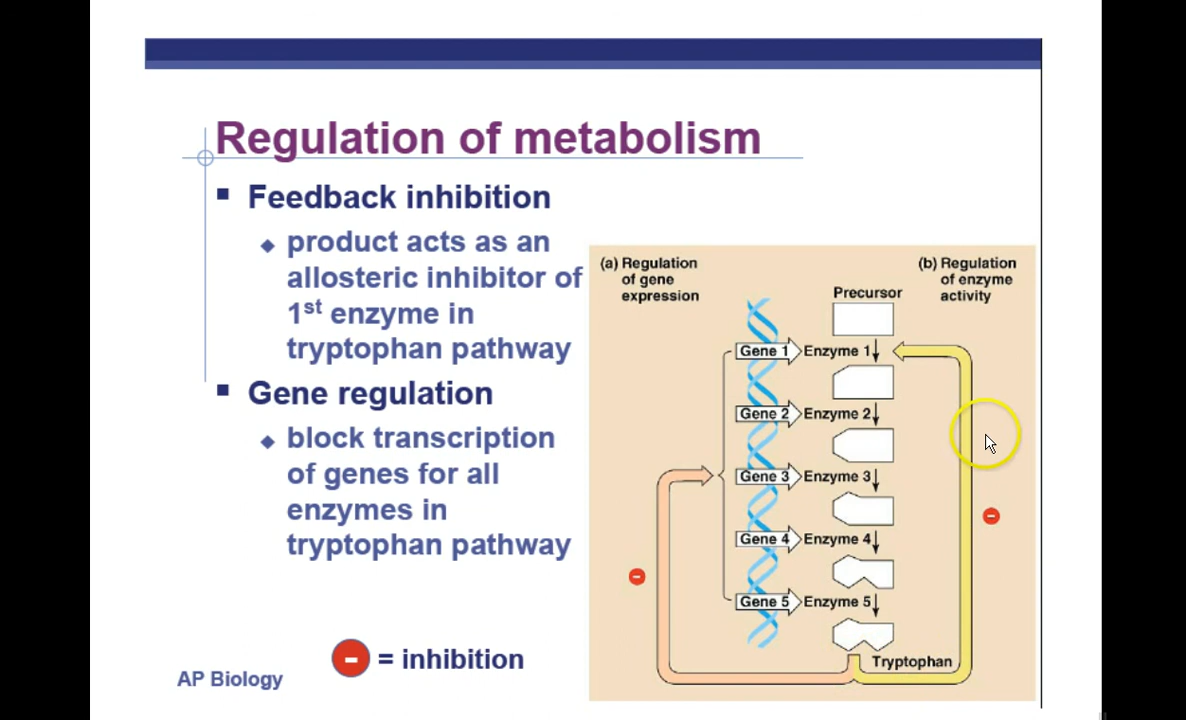 Regulation of metabolism
▪ Feedback inhibition
◆ product acts as an
allosteric inhibitor of
1st enzyme in
tryptophan pathway
▪ Gene regulation
◆ block transcription
of genes for all
enzymes in
tryptophan pathway
- = inhibition
AP Biology
(a) Regulation
of gene
expression
(b) Regulation
of enzyme
activity
Precursor
Gene 1 Enzyme 1
Gene 2 Enzyme 2
Gene 3 Enzyme 3
Gene 4 Enzyme 4
Gene 5 Enzyme 5
-
-
Tryptophan